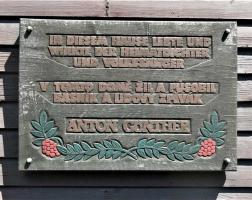 IN DIESEM HAUSE LEBTE UND
WIRKTE DER HEIMATDICHTER
UND VOLKSSÄNGER
V TOMTO DOMĚ ŽIL A PŮSOBIL
BÁSNÍK A LIDOVÝ ZPĚVÁK
ANTON GÜNTHER